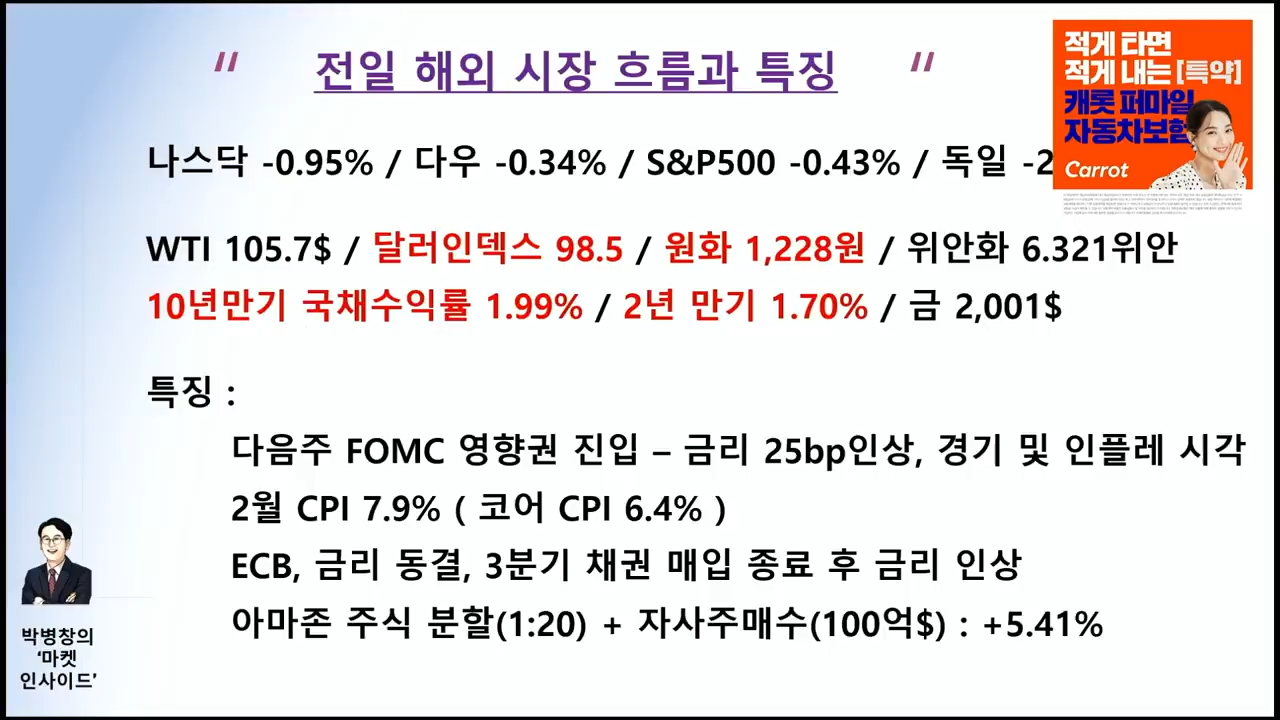 " 전일 해외 시장 흐름과 특징 "
적게 타면
적게 내는 [특약]
캐롯 퍼마일
자동차보험
Carrot
나스닥 -0.95% / 다우 -0.34% / S&P500 -0.43% / 독일 -2
WTI 105.7$ / 달러인덱스 98.5 / 원화 1,228원 / 위안화 6.321위안
10년만기 국채수익률 1.99% / 2년 만기 1.70% / 금 2,001$
특징 :
다음주 FOMC 영향권 진입 – 금리 25bp인상, 경기 및 인플레 시각
2월 CPI 7.9% ( 코어 CPI 6.4% )
ECB, 금리 동결, 3분기 채권 매입 종료 후 금리 인상
아마존 주식 분할(1:20) + 자사주매수(100억$) : +5.41%
박병창의
‘마켓
인사이드’